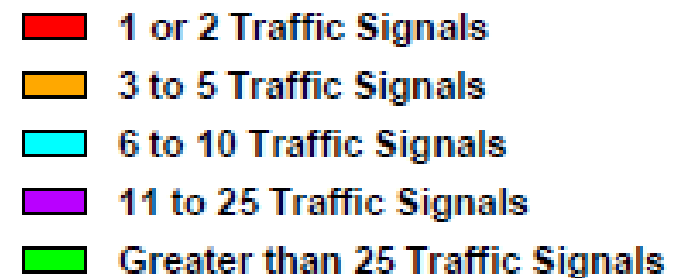 1 or 2 Traffic Signals
3 to 5 Traffic Signals
6 to 10 Traffic Signals
11 to 25 Traffic Signals
Greater than 25 Traffic Signals